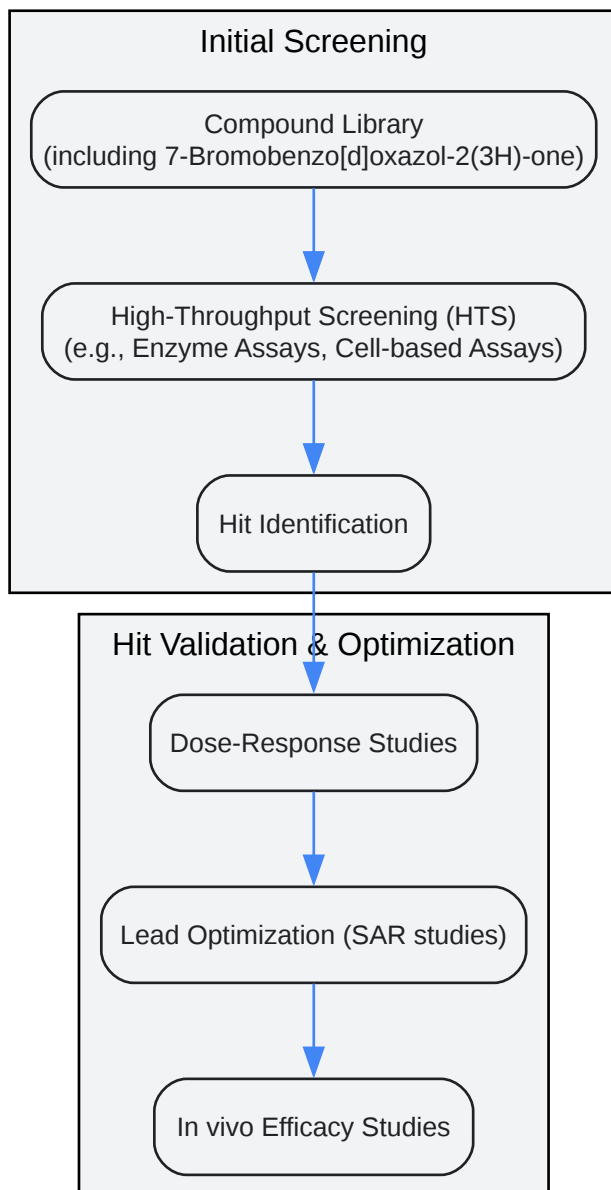 Initial Screening
Compound Library
(including 7-Bromobenzo[d]oxazol-2(3H)-one)
High-Throughput Screening (HTS)
(e.g., Enzyme Assays, Cell-based Assays)
Hit Identification
Hit Validation & Optimization
Dose-Response Studies
Lead Optimization (SAR studies)
In vivo Efficacy Studies